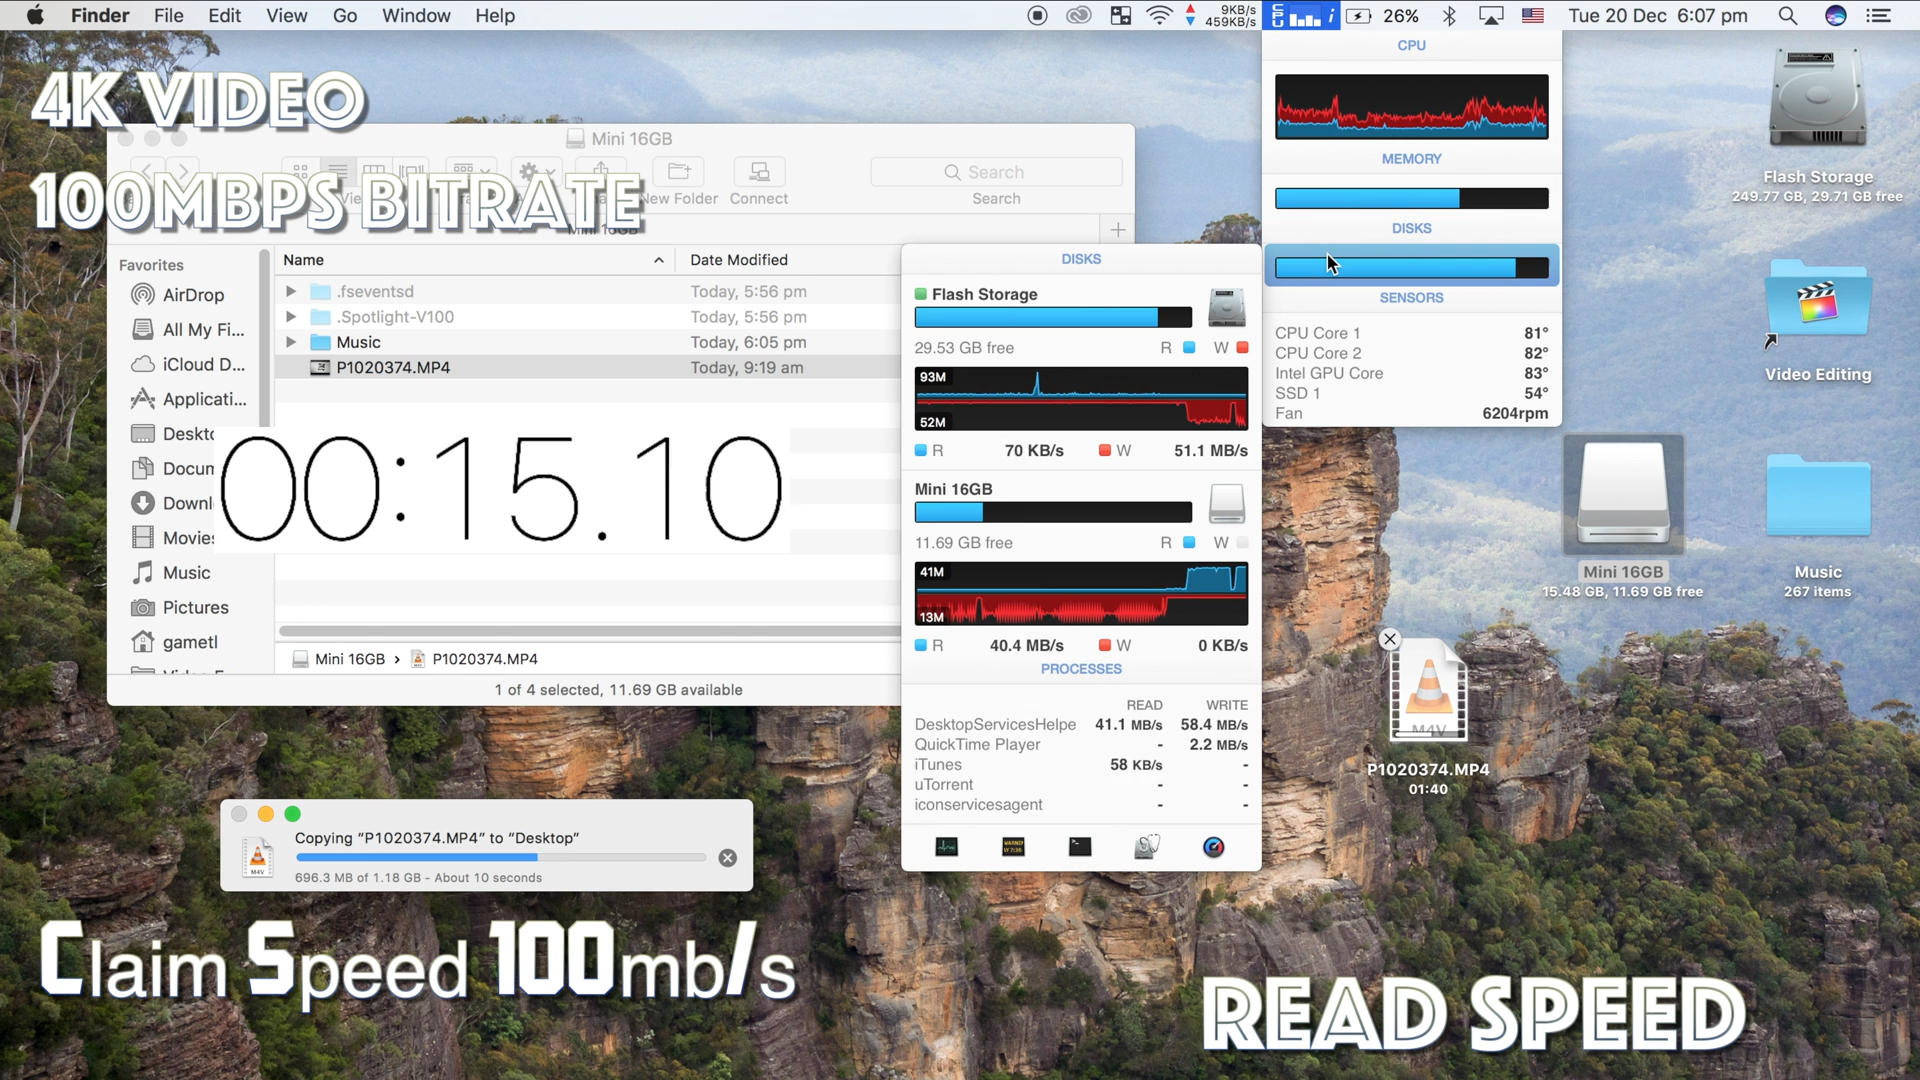 Finder File Edit View Go Window Help
9KB/s
459KB/s
CPU
26%
Tue 20 Dec 6:07 pm
4K VIDEO
100MBPS BITRATE
Mini 16GB
Search
New Folder
Connect
Search
Mini 16GB
Favorites
AirDrop
All My Fi...
iCloud D...
Applicati...
Deskto
Docum
Downl
Movies
Music
Pictures
gametl
Name
Date Modified
.fseventsd Today, 5:56 pm
.Spotlight-V100 Today, 5:56 pm
Music Today, 6:05 pm
P1020374.MP4 Today, 9:19 am
00:15.10
Mini 16GB › P1020374.MP4
1 of 4 selected, 11.69 GB available
DISKS
Flash Storage
29.53 GB free R W
93M
52M
R 70 KB/s W 51.1 MB/s
Mini 16GB
11.69 GB free R W
41M
13M
R 40.4 MB/s W 0 KB/s
PROCESSES
READ WRITE
DesktopServicesHelpe 41.1 MB/s 58.4 MB/s
QuickTime Player - 2.2 MB/s
iTunes 58 KB/s -
uTorrent - -
iconservicesagent - -
CPU
MEMORY
DISKS
SENSORS
CPU Core 1 81°
CPU Core 2 82°
Intel GPU Core 83°
SSD 1 54°
Fan 6204rpm
Flash Storage
249.77 GB, 29.71 GB free
Video Editing
Mini 16GB
15.48 GB, 11.69 GB free
Music
267 items
M4V
P1020374.MP4
01:40
Copying “P1020374.MP4” to “Desktop”
M4V
696.3 MB of 1.18 GB - About 10 seconds
Claim Speed 100mb/s
READ SPEED